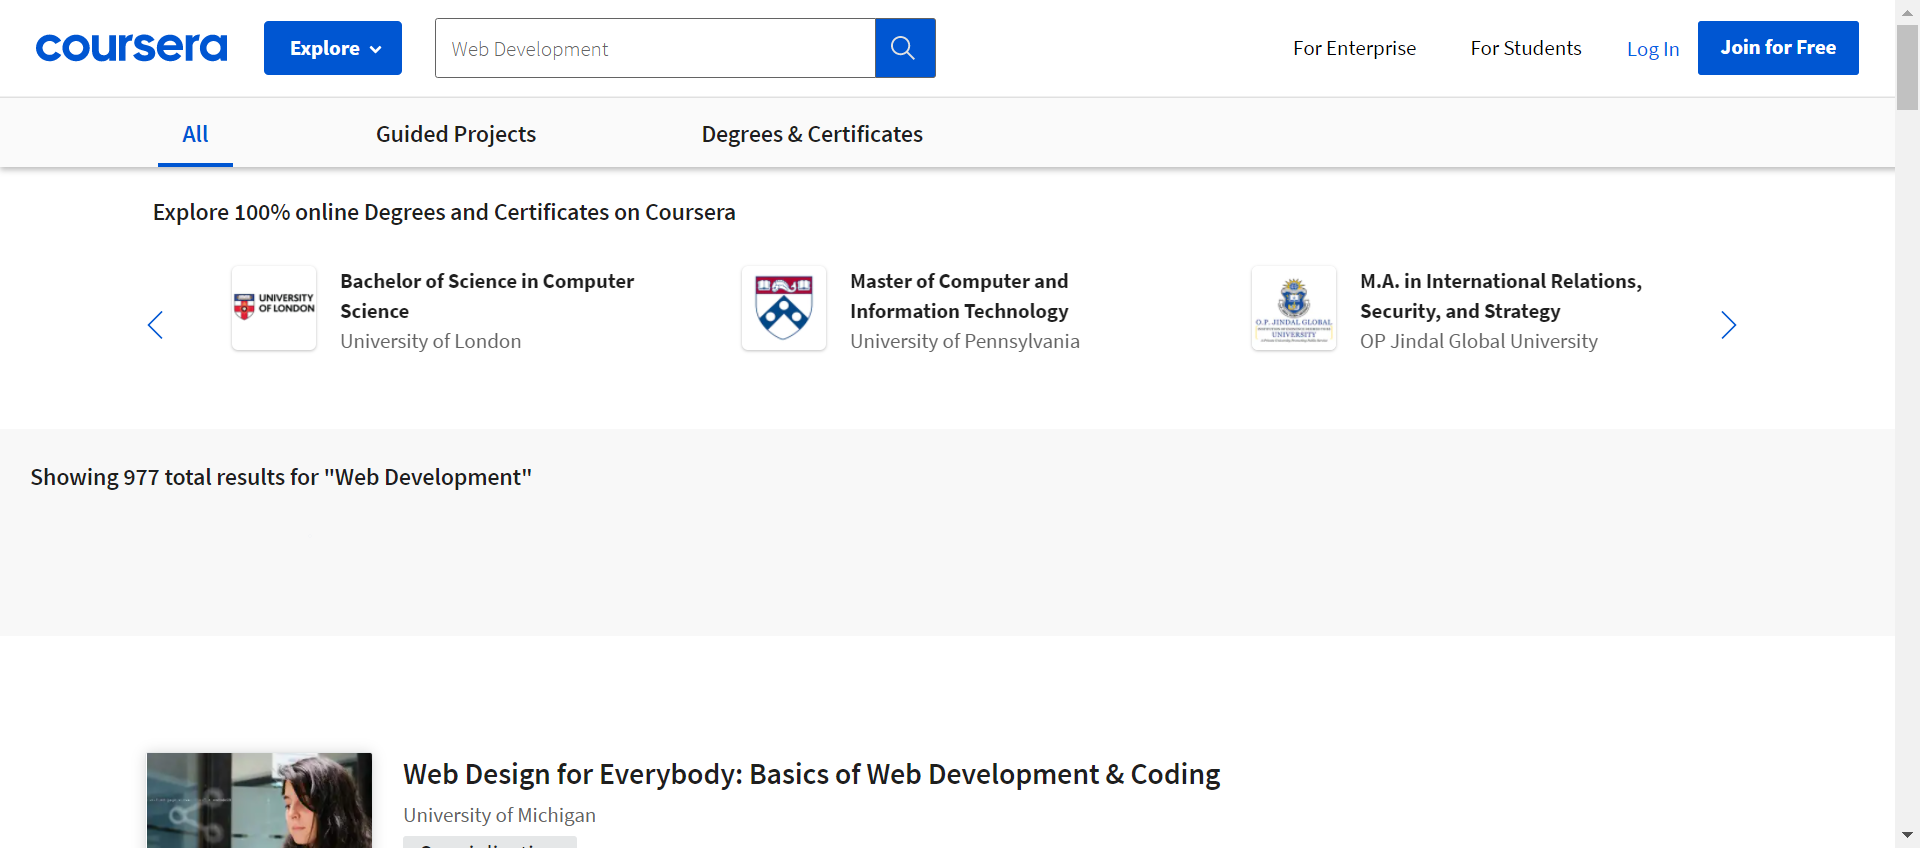 coursera
Explore
Web Development
For Enterprise
For Students
Log In
Join for Free
All
Guided Projects
Degrees & Certificates
Explore 100% online Degrees and Certificates on Coursera
UNIVERSITY
OF LONDON
Bachelor of Science in Computer
Science
University of London
Master of Computer and
Information Technology
University of Pennsylvania
O.P. JINDAL GLOBAL
UNIVERSITY
M.A. in International Relations,
Security, and Strategy
OP Jindal Global University
Showing 977 total results for "Web Development"
Web Design for Everybody: Basics of Web Development & Coding
University of Michigan